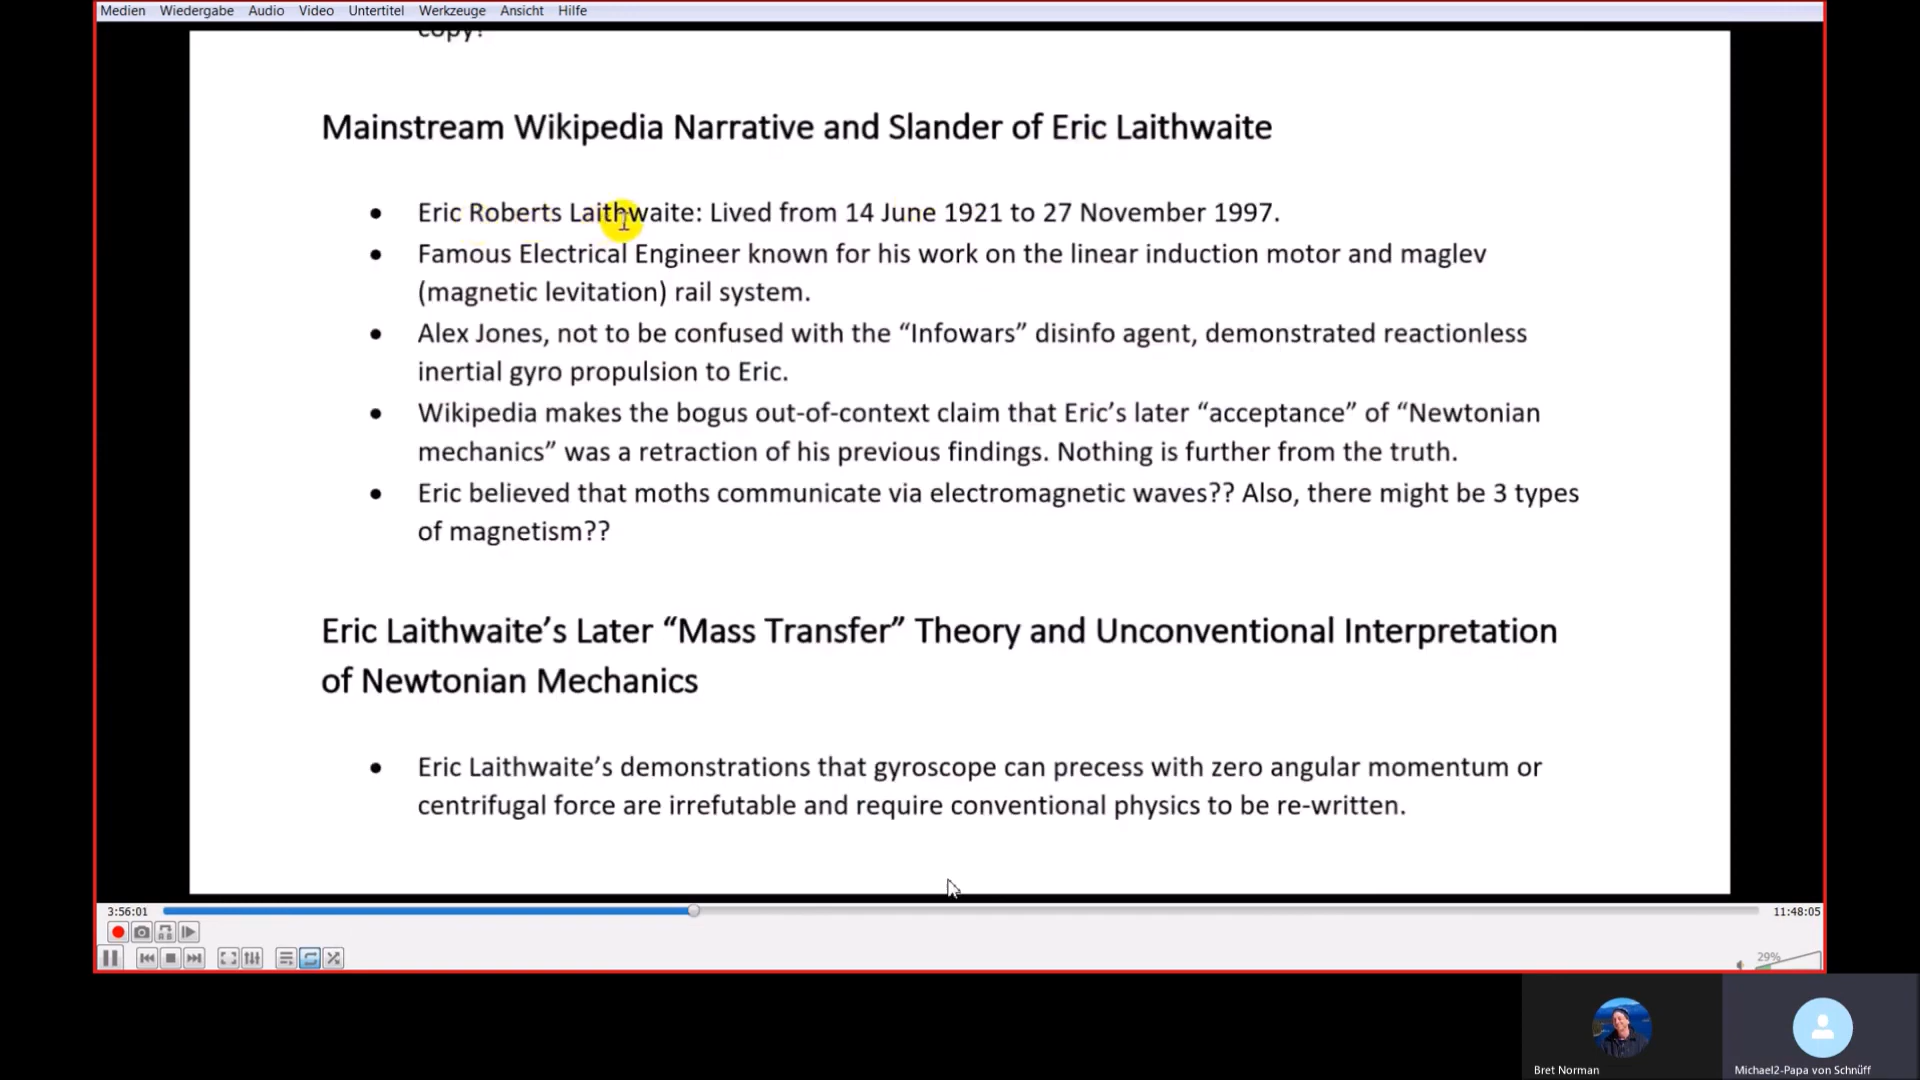 Medien Wiedergabe Audio Video Untertitel Werkzeuge Ansicht Hilfe
copy?
Mainstream Wikipedia Narrative and Slander of Eric Laithwaite
• Eric Roberts Laithwaite: Lived from 14 June 1921 to 27 November 1997.
• Famous Electrical Engineer known for his work on the linear induction motor and maglev
(magnetic levitation) rail system.
• Alex Jones, not to be confused with the “Infowars” disinfo agent, demonstrated reactionless
inertial gyro propulsion to Eric.
• Wikipedia makes the bogus out-of-context claim that Eric’s later “acceptance” of “Newtonian
mechanics” was a retraction of his previous findings. Nothing is further from the truth.
• Eric believed that moths communicate via electromagnetic waves?? Also, there might be 3 types
of magnetism??
Eric Laithwaite’s Later “Mass Transfer” Theory and Unconventional Interpretation
of Newtonian Mechanics
• Eric Laithwaite’s demonstrations that gyroscope can precess with zero angular momentum or
centrifugal force are irrefutable and require conventional physics to be re-written.
3:56:01 11:48:05
29%
Bret Norman Michael2-Papa von Schnüff